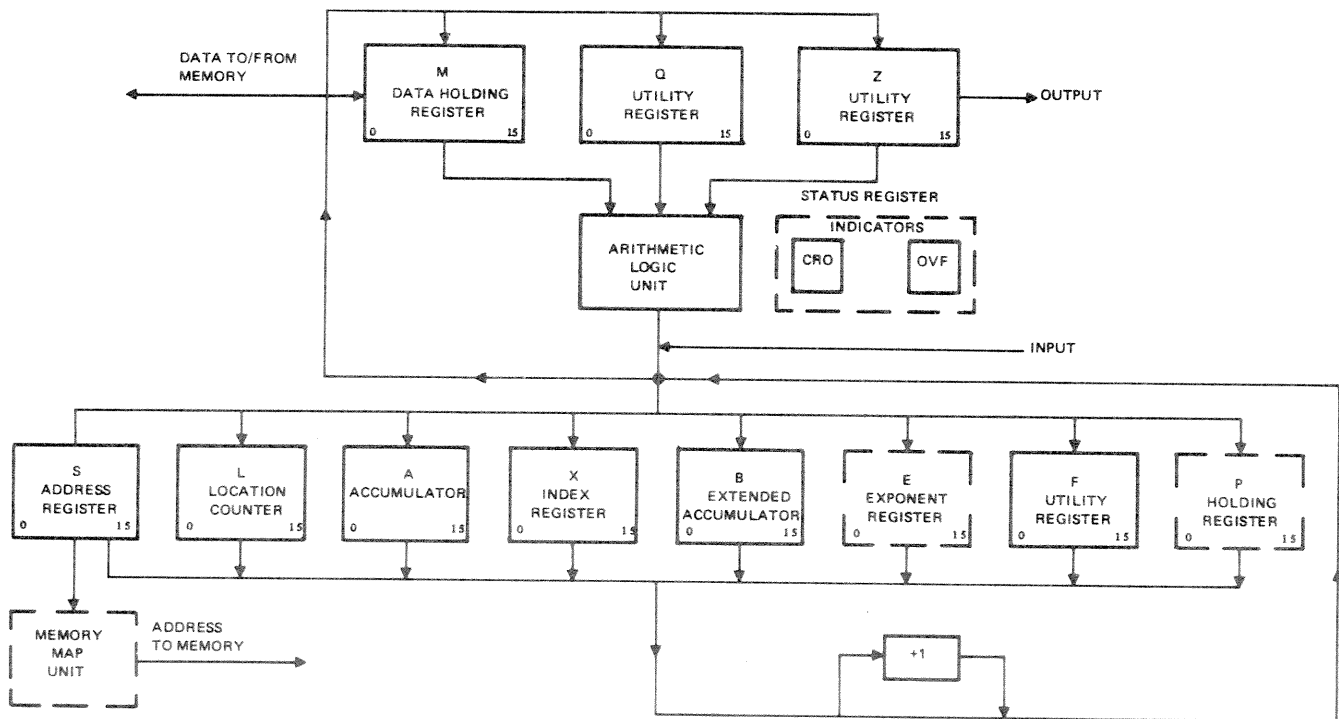 DATA TO/FROM
MEMORY
M
DATA HOLDING
REGISTER
0 15
Q
UTILITY
REGISTER
0 15
Z
UTILITY
REGISTER
0 15
OUTPUT
STATUS REGISTER
INDICATORS
CRO
OVF
ARITHMETIC
LOGIC
UNIT
INPUT
S
ADDRESS
REGISTER
0 15
L
LOCATION
COUNTER
0 15
A
ACCUMULATOR
0 15
X
INDEX
REGISTER
0 15
B
EXTENDED
ACCUMULATOR
0 15
E
EXPONENT
REGISTER
0 15
F
UTILITY
REGISTER
0 15
P
HOLDING
REGISTER
0 15
MEMORY
MAP
UNIT
ADDRESS
TO MEMORY
+1